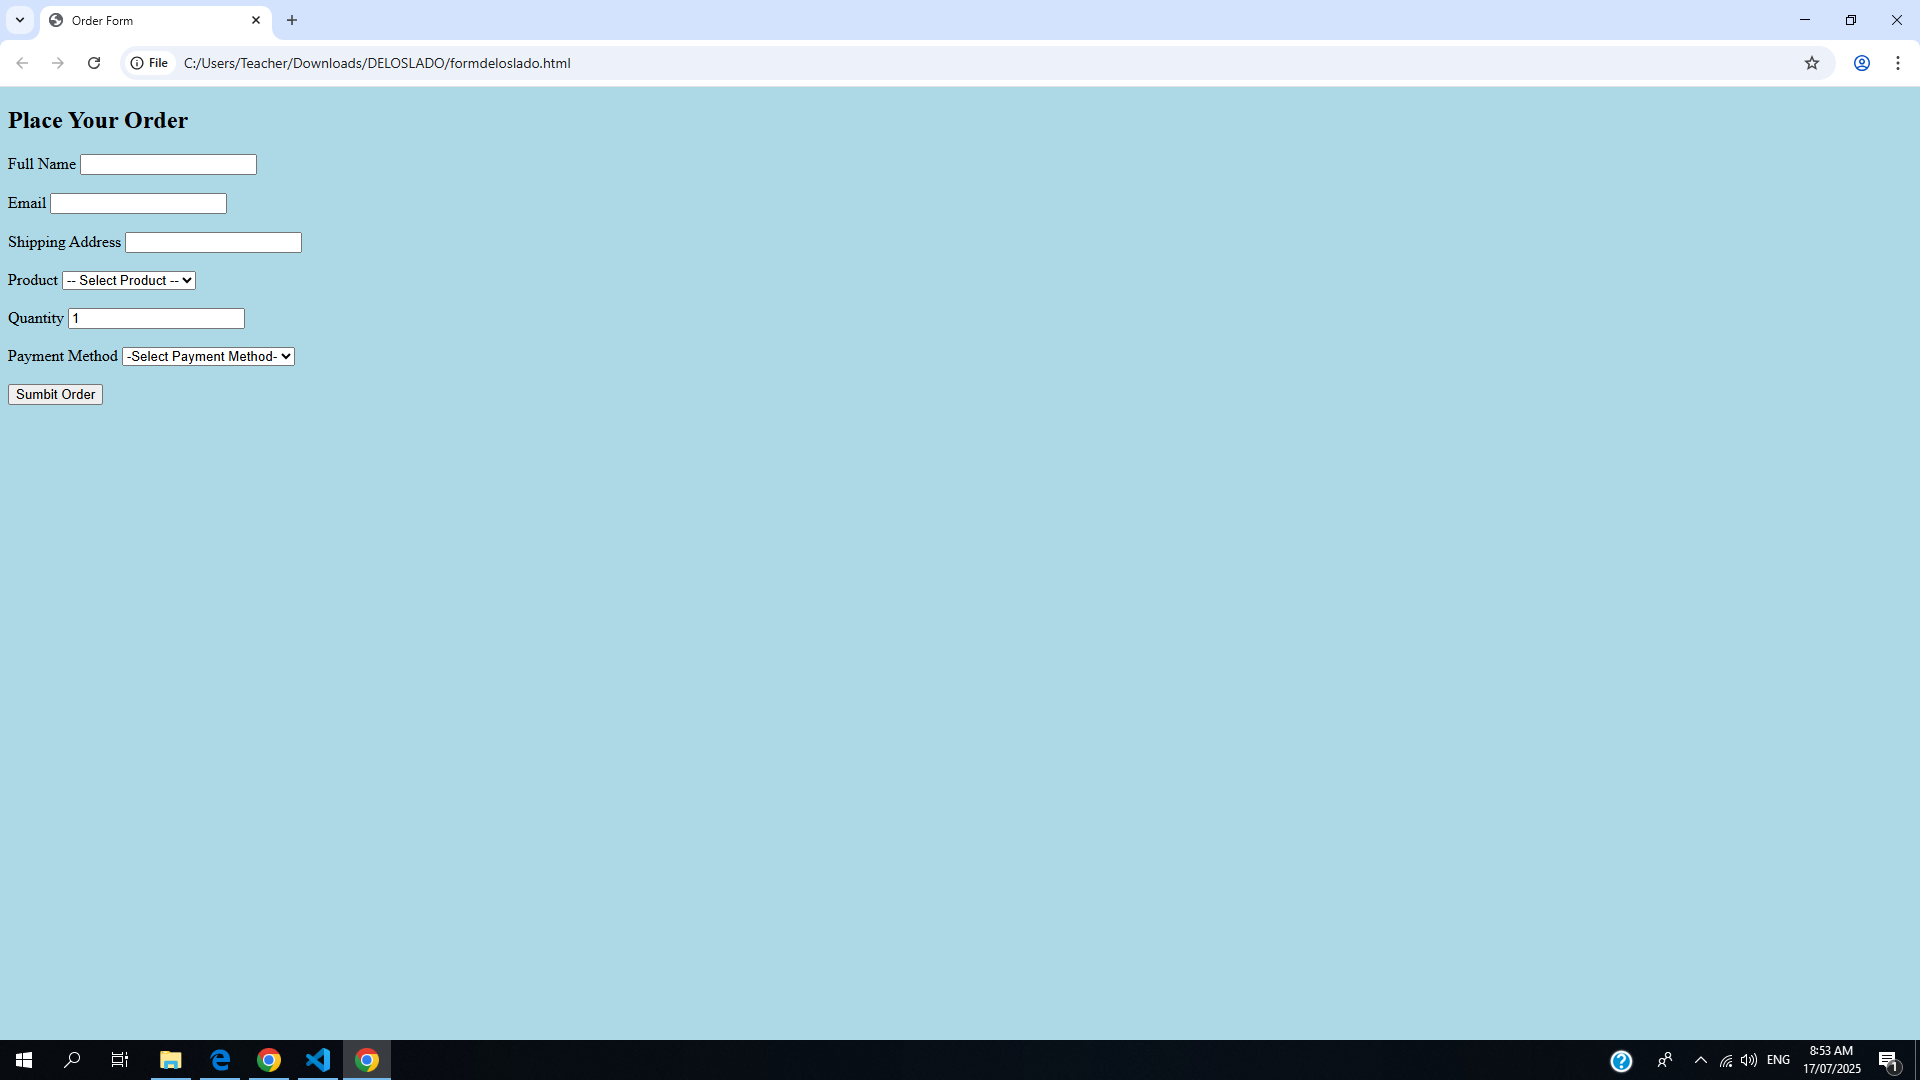 Order Form
File C:/Users/Teacher/Downloads/DELOSLADO/formdeloslado.html
Place Your Order
Full Name
Email
Shipping Address
Product -- Select Product --
Quantity 1
Payment Method -Select Payment Method-
Sumbit Order
ENG
8:53 AM
17/07/2025
1